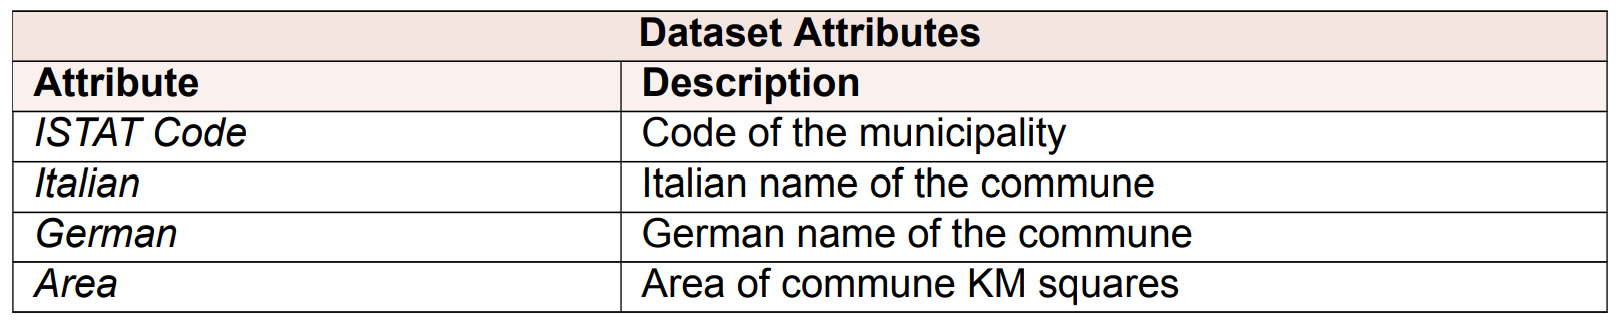 Dataset Attributes
Attribute Description
ISTAT Code Code of the municipality
Italian Italian name of the commune
German German name of the commune
Area Area of commune KM squares